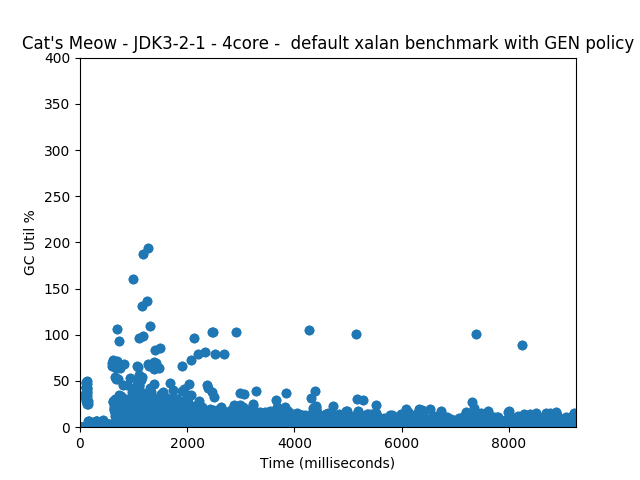 Cat's Meow - JDK3-2-1 - 4core -  default xalan benchmark with GEN policy
400
350
300
250
200
150
100
50
0
GC Util %
0 2000 4000 6000 8000
Time (milliseconds)